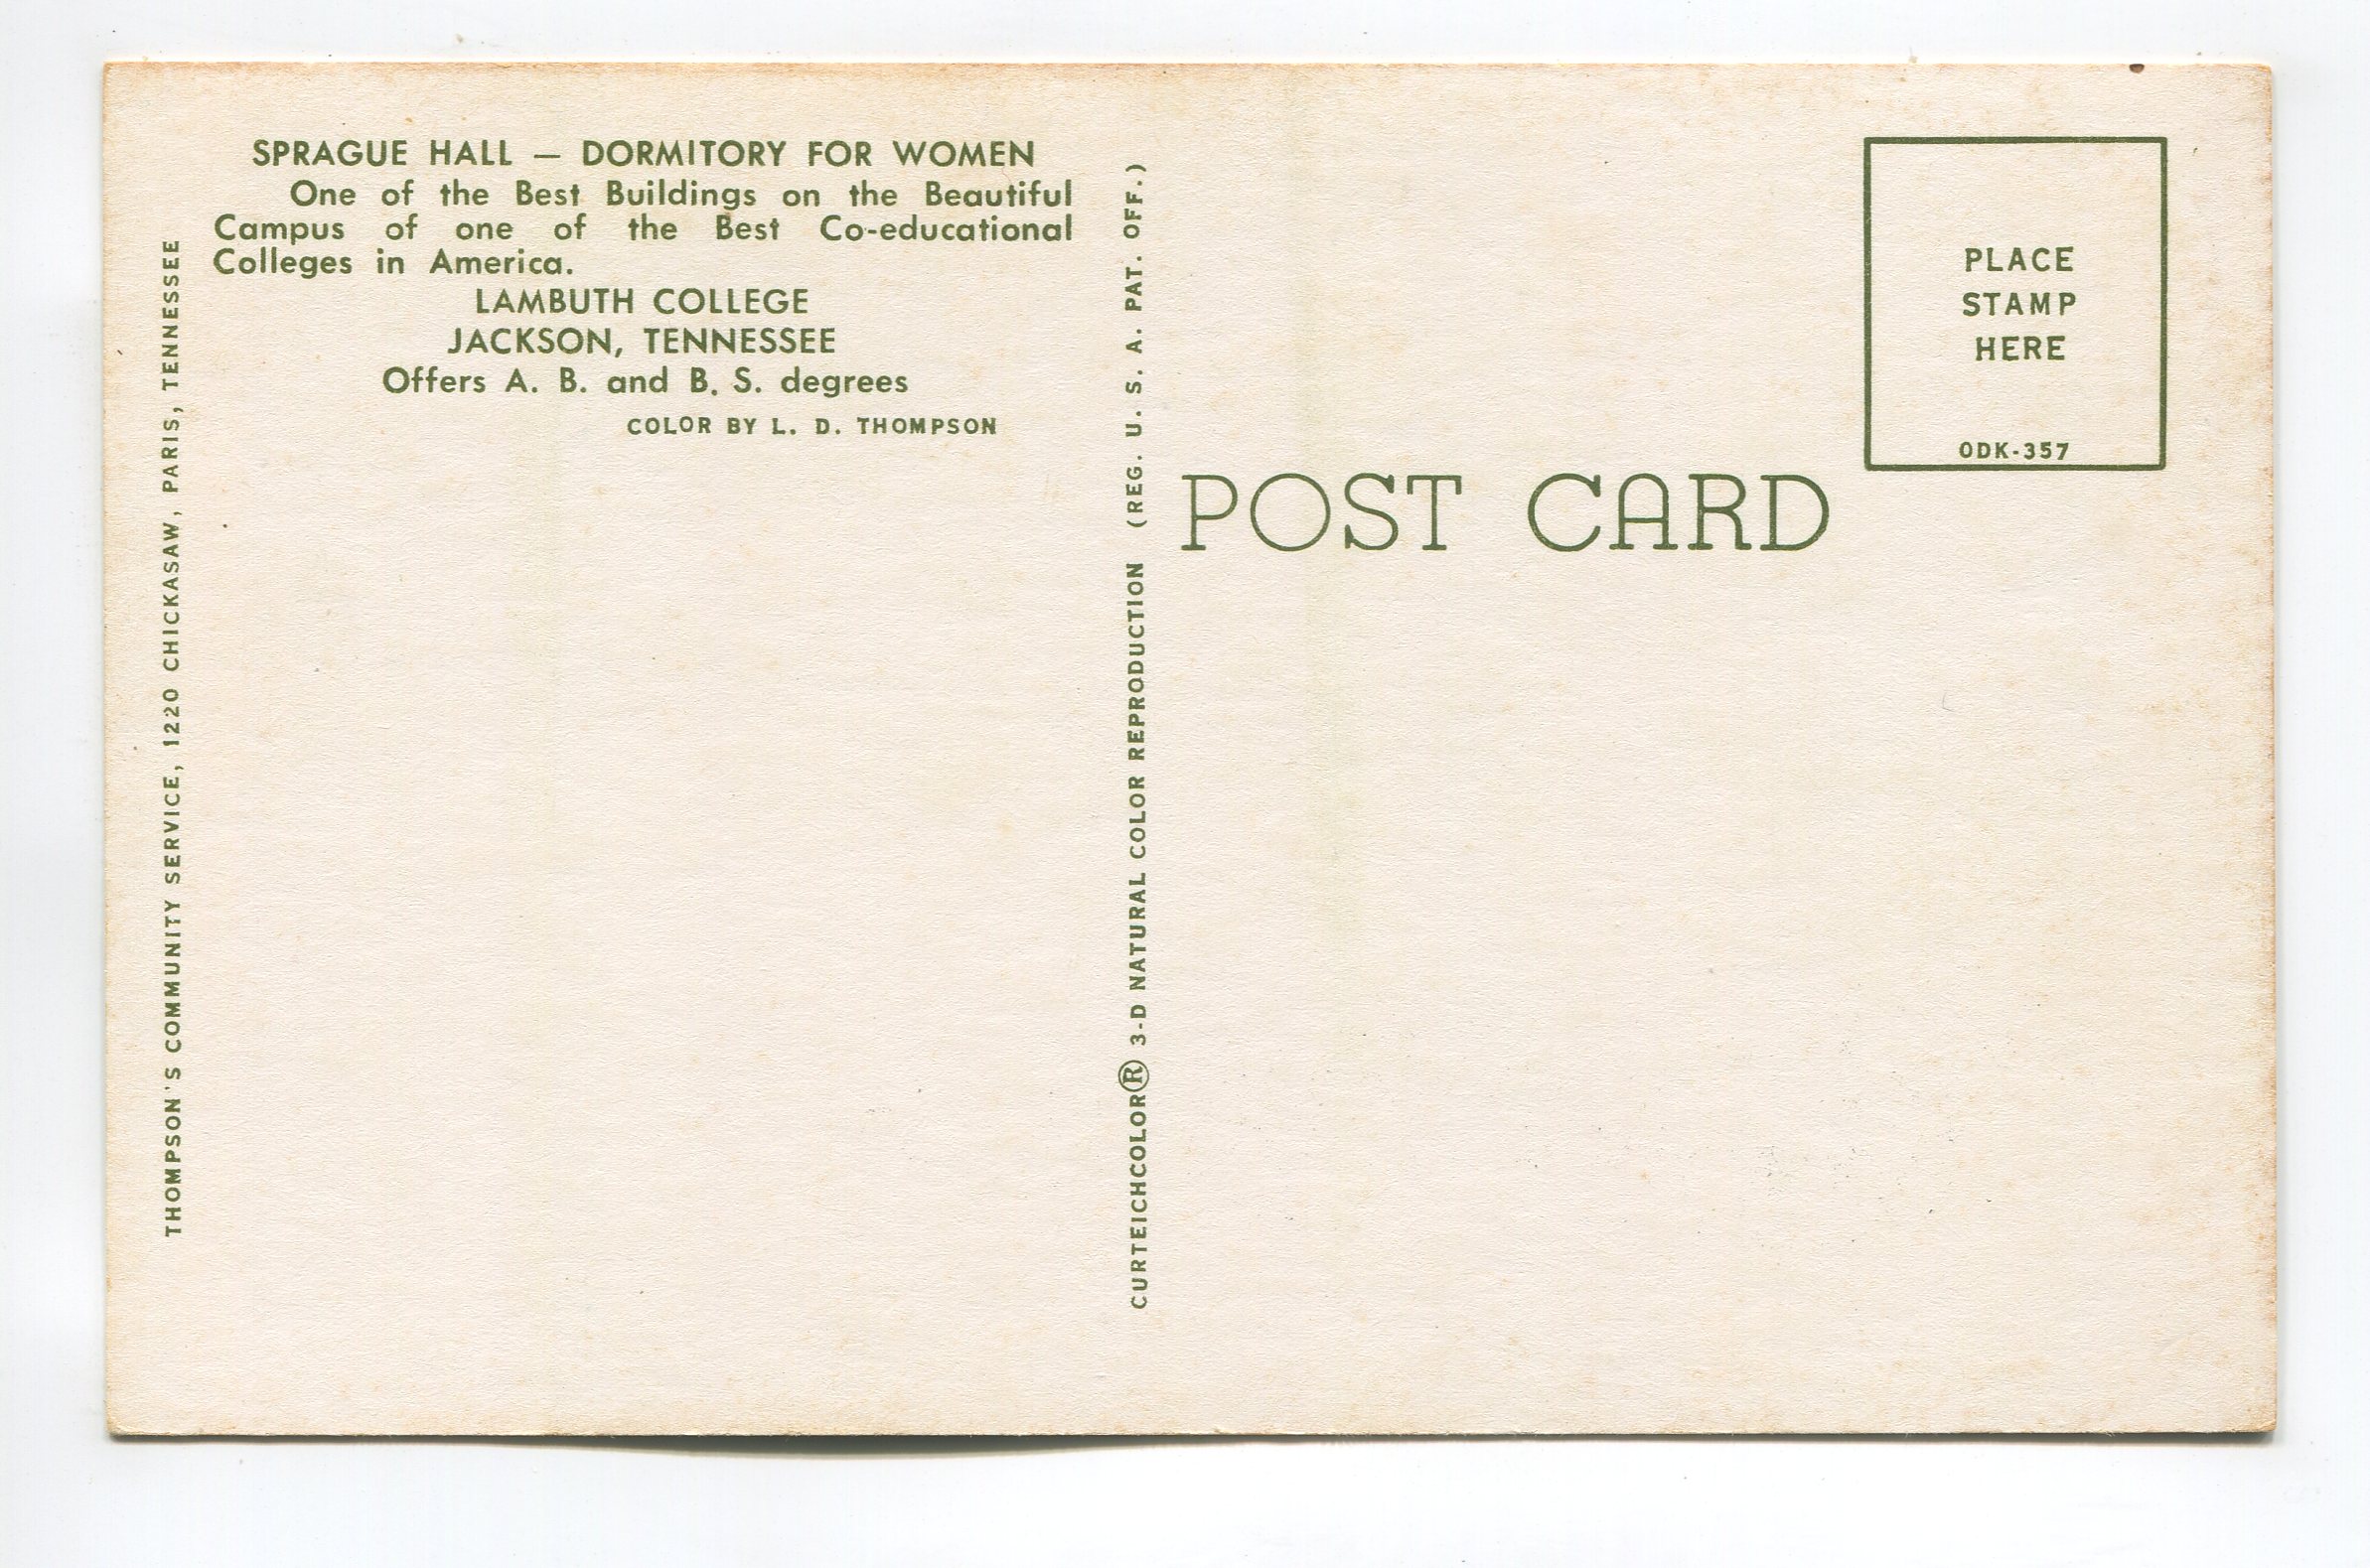 SPRAGUE HALL — DORMITORY FOR WOMEN
One of the Best Buildings on the Beautiful
Campus of one of the Best Co-educational
Colleges in America.
LAMBUTH COLLEGE
JACKSON, TENNESSEE
Offers A. B. and B. S. degrees
COLOR BY L. D. THOMPSON
THOMPSON'S COMMUNITY SERVICE, 1220 CHICKASAW, PARIS, TENNESSEE
CURTEICHCOLOR® 3-D NATURAL COLOR REPRODUCTION (REG. U. S. A. PAT. OFF.)
POST CARD
PLACE
STAMP
HERE
ODK-357